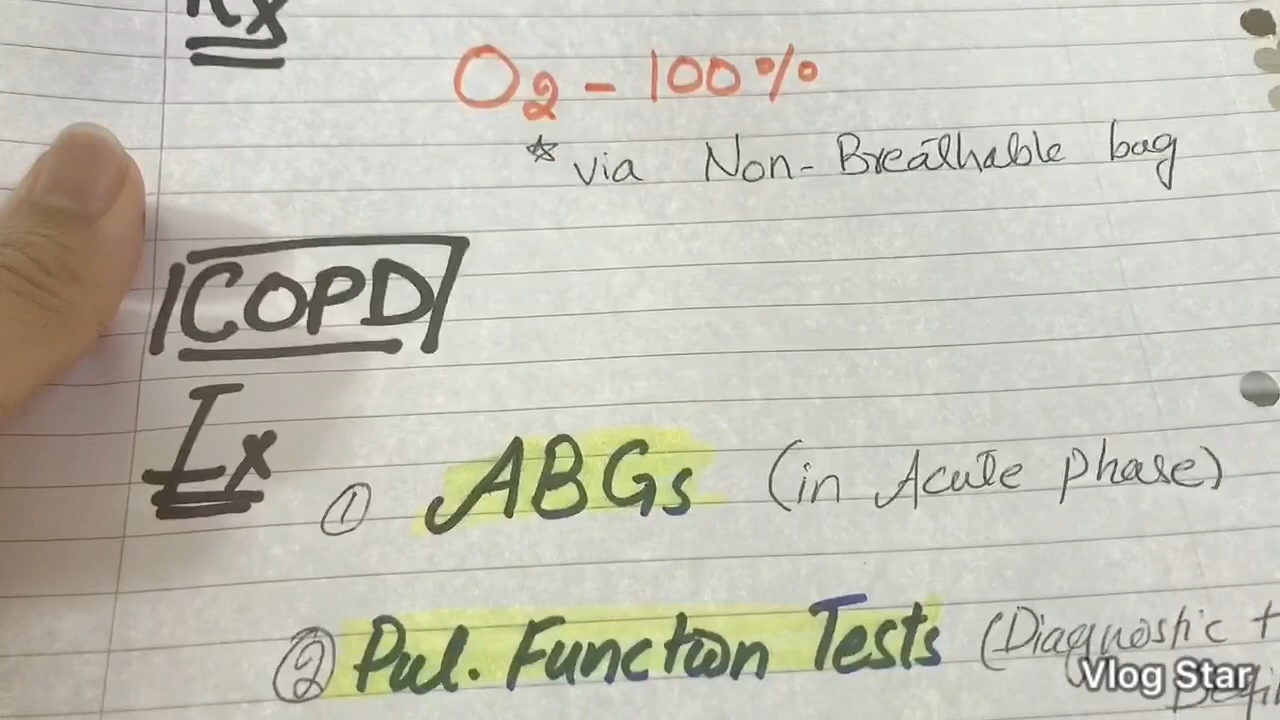 Rx
O2 - 100%
☆ via Non-Breathable bag
COPD
Ix
① ABGs (in Acute phase)
② Pul. Function Tests (Diagnostic +
Vlog Star